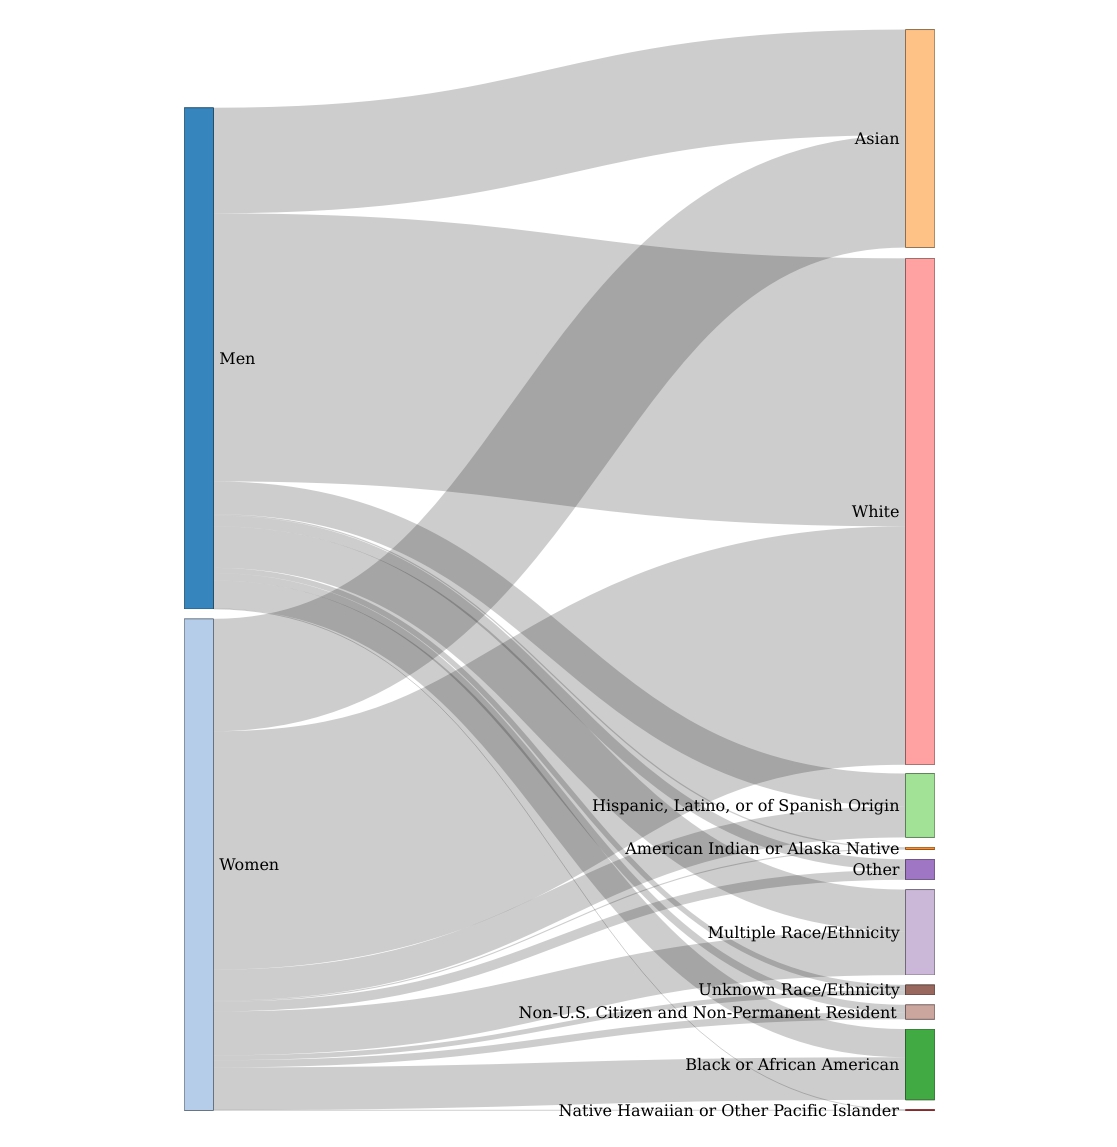 Asian
Men
White
Hispanic, Latino, or of Spanish Origin
American Indian or Alaska Native
Women
Other
Multiple Race/Ethnicity
Unknown Race/Ethnicity
Non-U.S. Citizen and Non-Permanent Resident
Black or African American
Native Hawaiian or Other Pacific Islander